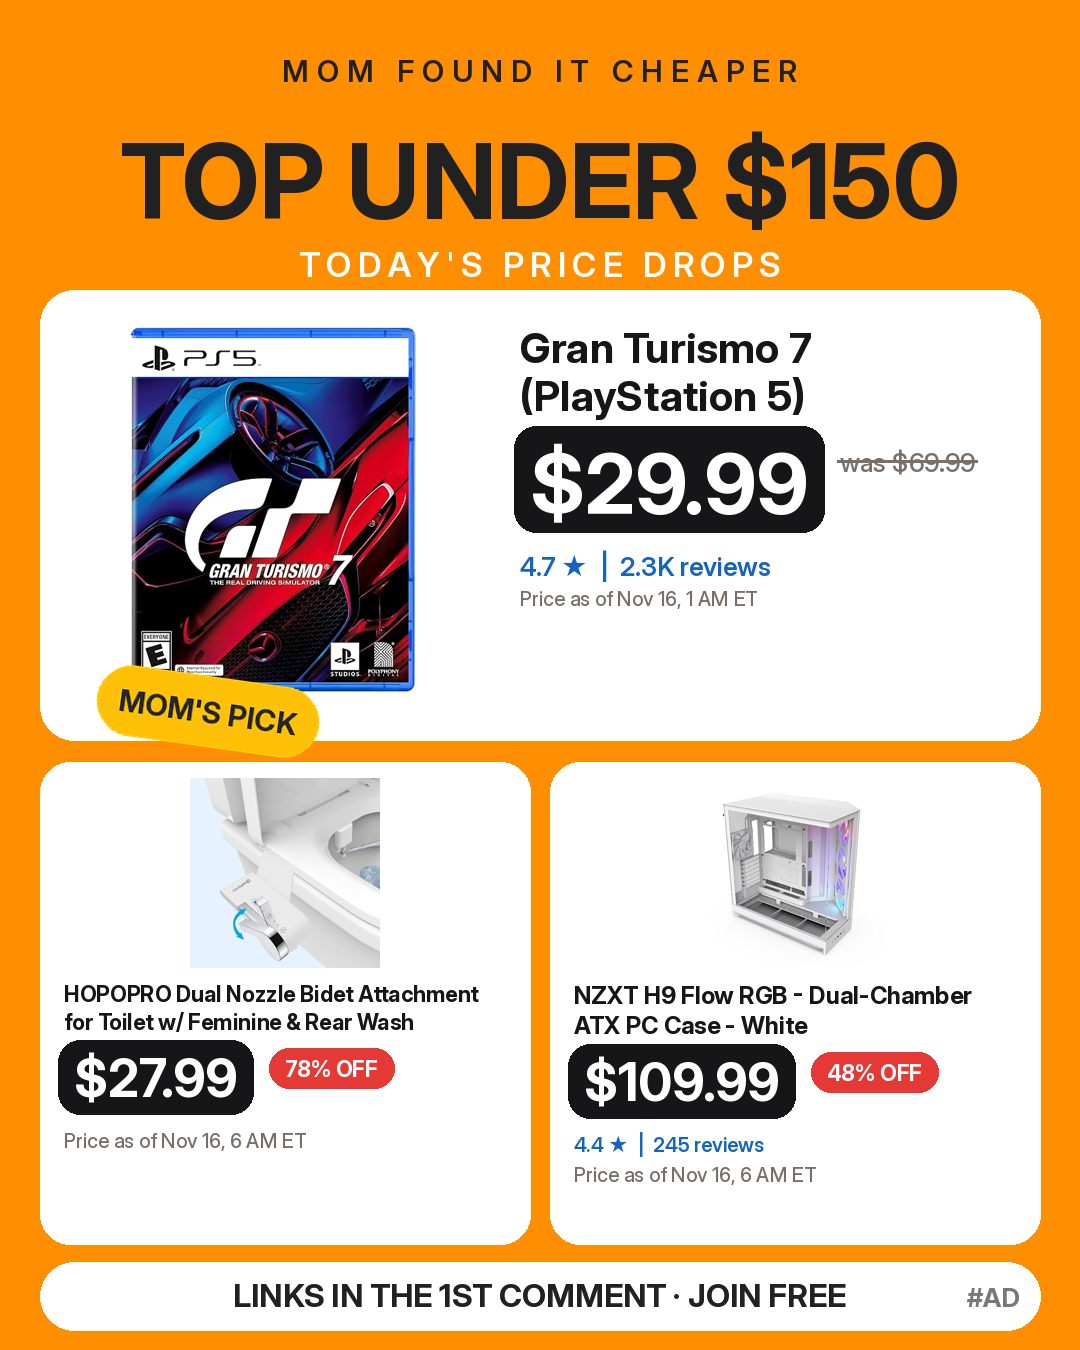 MOM FOUND IT CHEAPER
TOP UNDER $150
TODAY'S PRICE DROPS
PS5
GT
GRAN TURISMO® 7
THE REAL DRIVING SIMULATOR
EVERYONE
E
STUDIOS
POLYPHONY
MOM'S PICK
Gran Turismo 7
(PlayStation 5)
$29.99
was $69.99
4.7 ★ | 2.3K reviews
Price as of Nov 16, 1 AM ET
HOPOPRO Dual Nozzle Bidet Attachment
for Toilet w/ Feminine & Rear Wash
$27.99
78% OFF
Price as of Nov 16, 6 AM ET
NZXT H9 Flow RGB - Dual-Chamber
ATX PC Case - White
$109.99
48% OFF
4.4 ★ | 245 reviews
Price as of Nov 16, 6 AM ET
LINKS IN THE 1ST COMMENT · JOIN FREE
#AD